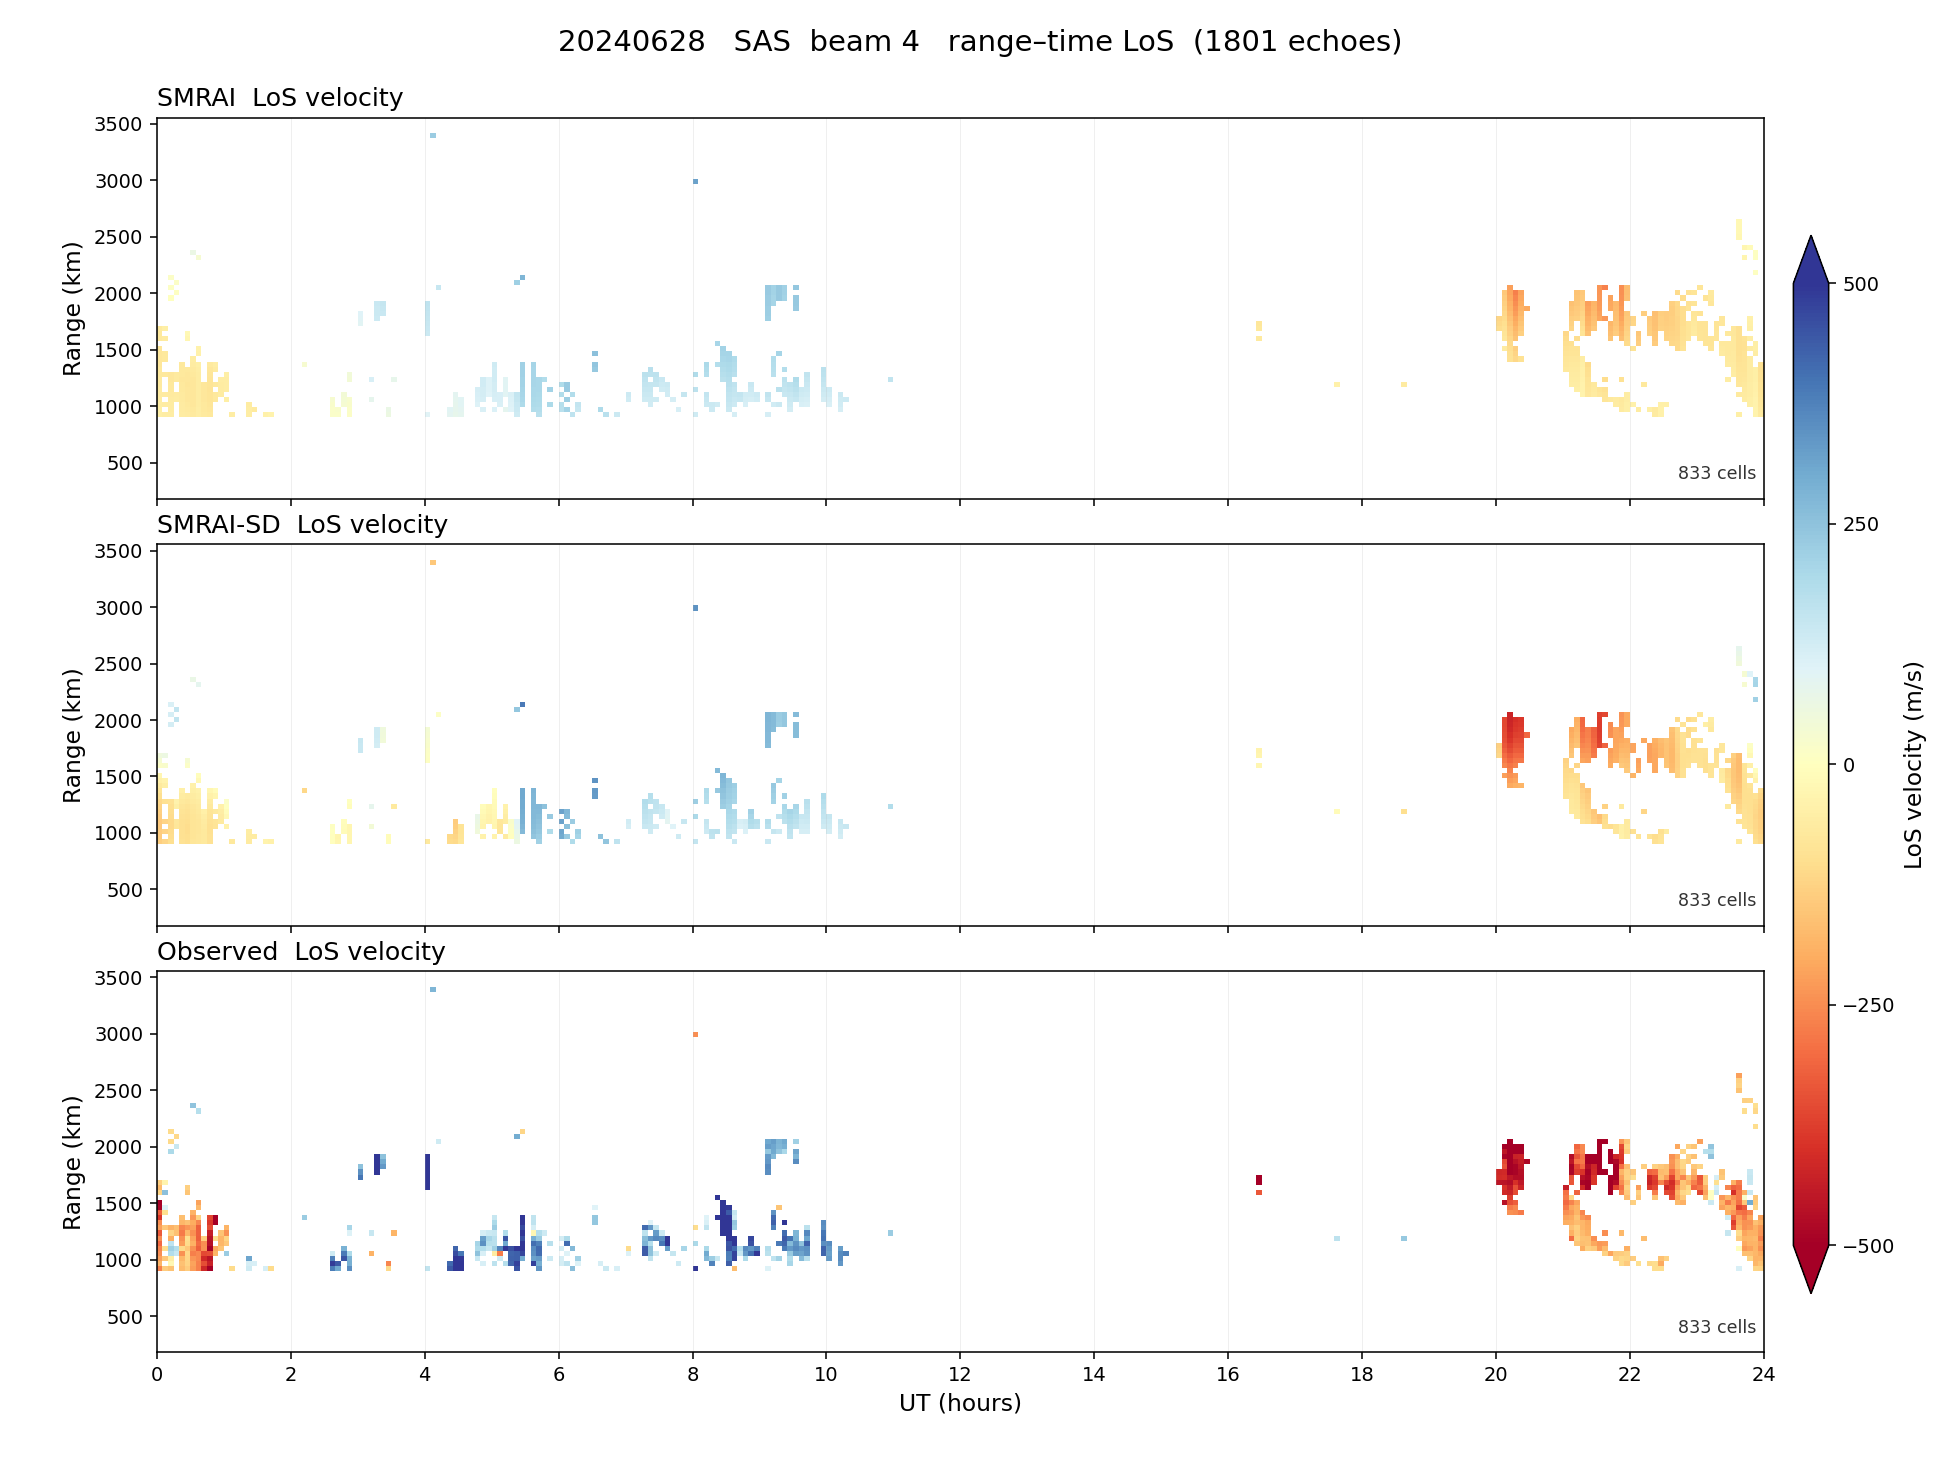 20240628   SAS  beam 4   range–time LoS  (1801 echoes)
SMRAI  LoS velocity
3500
3000
2500
2000
1500
1000
500
Range (km)
833 cells
SMRAI-SD  LoS velocity
3500
3000
2500
2000
1500
1000
500
Range (km)
833 cells
Observed  LoS velocity
3500
3000
2500
2000
1500
1000
500
Range (km)
833 cells
0 2 4 6 8 10 12 14 16 18 20 22 24
UT (hours)
500
250
0
−250
−500
LoS velocity (m/s)